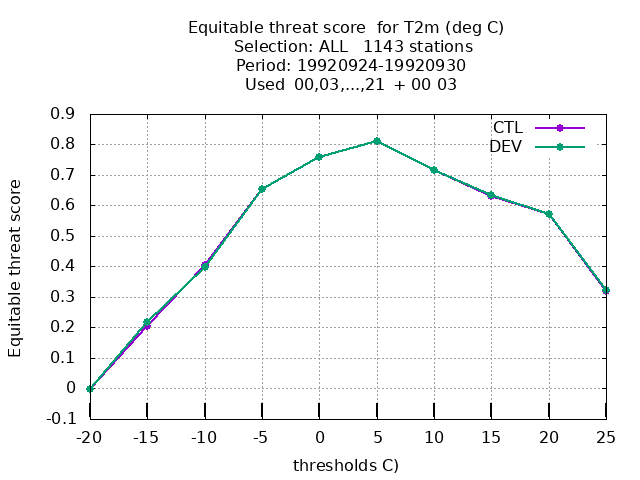 Equitable threat score  for T2m (deg C)
Selection: ALL   1143 stations
Period: 19920924-19920930
Used  00,03,...,21  + 00 03
CTL
DEV
Equitable threat score
0.9
0.8
0.7
0.6
0.5
0.4
0.3
0.2
0.1
0
-0.1
-20 -15 -10 -5 0 5 10 15 20 25
thresholds C)